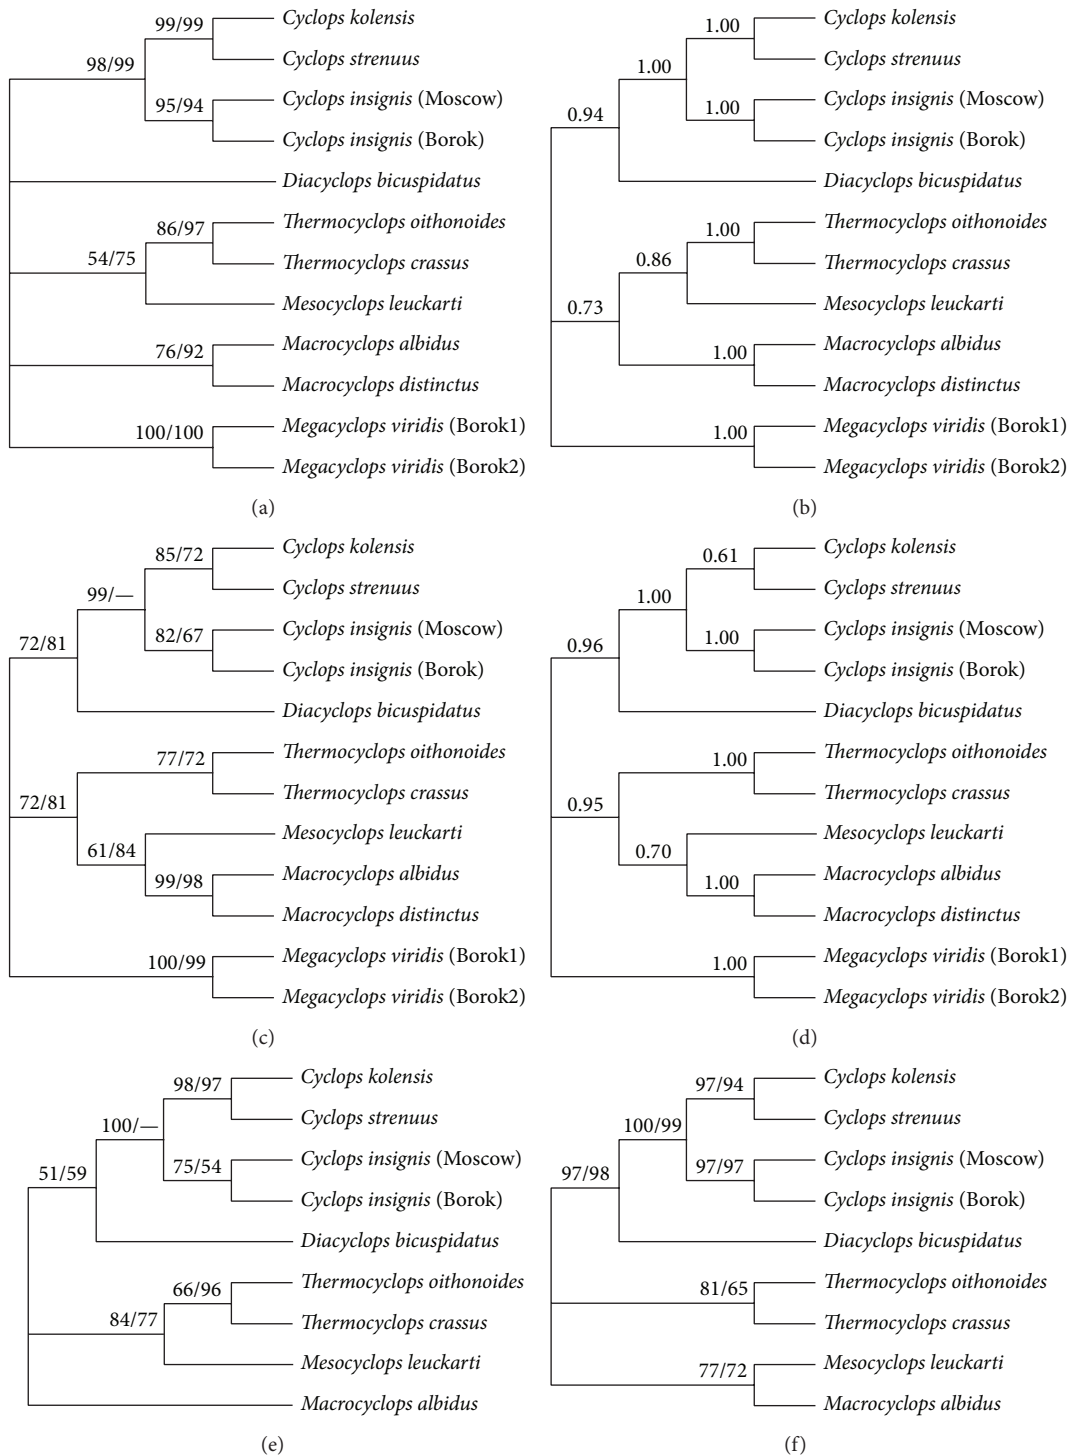 99/99
Cyclops kolensis
Cyclops strenuus
98/99
95/94
Cyclops insignis (Moscow)
Cyclops insignis (Borok)
Diacyclops bicuspidatus
86/97
Thermocyclops oithonoides
Thermocyclops crassus
54/75
Mesocyclops leuckarti
76/92
Macrocyclops albidus
Macrocyclops distinctus
100/100
Megacyclops viridis (Borok1)
Megacyclops viridis (Borok2)
(a)
1.00
Cyclops kolensis
Cyclops strenuus
1.00
1.00
Cyclops insignis (Moscow)
Cyclops insignis (Borok)
0.94
Diacyclops bicuspidatus
1.00
Thermocyclops oithonoides
Thermocyclops crassus
0.86
Mesocyclops leuckarti
0.73
1.00
Macrocyclops albidus
Macrocyclops distinctus
1.00
Megacyclops viridis (Borok1)
Megacyclops viridis (Borok2)
(b)
85/72
Cyclops kolensis
Cyclops strenuus
99/—
82/67
Cyclops insignis (Moscow)
Cyclops insignis (Borok)
72/81
Diacyclops bicuspidatus
77/72
Thermocyclops oithonoides
Thermocyclops crassus
72/81
Mesocyclops leuckarti
61/84
99/98
Macrocyclops albidus
Macrocyclops distinctus
100/99
Megacyclops viridis (Borok1)
Megacyclops viridis (Borok2)
(c)
0.61
Cyclops kolensis
Cyclops strenuus
1.00
1.00
Cyclops insignis (Moscow)
Cyclops insignis (Borok)
0.96
Diacyclops bicuspidatus
1.00
Thermocyclops oithonoides
Thermocyclops crassus
0.95
Mesocyclops leuckarti
0.70
1.00
Macrocyclops albidus
Macrocyclops distinctus
1.00
Megacyclops viridis (Borok1)
Megacyclops viridis (Borok2)
(d)
98/97
Cyclops kolensis
Cyclops strenuus
100/—
75/54
Cyclops insignis (Moscow)
Cyclops insignis (Borok)
51/59
Diacyclops bicuspidatus
66/96
Thermocyclops oithonoides
Thermocyclops crassus
84/77
Mesocyclops leuckarti
Macrocyclops albidus
(e)
97/94
Cyclops kolensis
Cyclops strenuus
100/99
97/97
Cyclops insignis (Moscow)
Cyclops insignis (Borok)
97/98
Diacyclops bicuspidatus
81/65
Thermocyclops oithonoides
Thermocyclops crassus
77/72
Mesocyclops leuckarti
Macrocyclops albidus
(f)